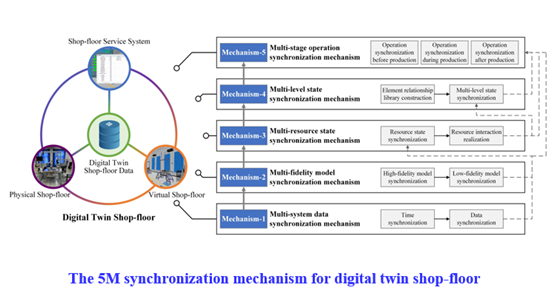 Shop-floor Service System
Digital Twin
Shop-floor Data
Physical Shop-floor
Virtual Shop-floor
Digital Twin Shop-floor
Mechanism-5
Multi-stage operation
synchronization mechanism
Operation
synchronization
before production
Operation
synchronization
during production
Operation
synchronization
after production
Mechanism-4
Multi-level state
synchronization mechanism
Element relationship
library construction
Multi-level state
synchronization
Mechanism-3
Multi-resource state
synchronization mechanism
Resource state
synchronization
Resource interaction
realization
Mechanism-2
Multi-fidelity model
synchronization mechanism
High-fidelity model
synchronization
Low-fidelity model
synchronization
Mechanism-1
Multi-system data
synchronization mechanism
Time
synchronization
Data
synchronization
The 5M synchronization mechanism for digital twin shop-floor